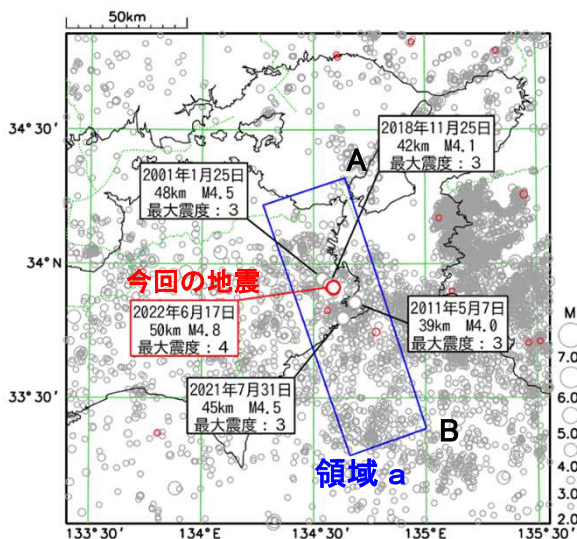 50km
34°30'
34°N
33°30'
133°30'
134°E
134°30'
135°E
135°30'
2018年11月25日
42km M4.1
最大震度：3
A
2001年1月25日
48km M4.5
最大震度：3
今回の地震
2022年6月17日
50km M4.8
最大震度：4
2011年5月7日
39km M4.0
最大震度：3
2021年7月31日
45km M4.5
最大震度：3
B
領域 a
M
7.0
6.0
5.0
4.0
3.0
2.0